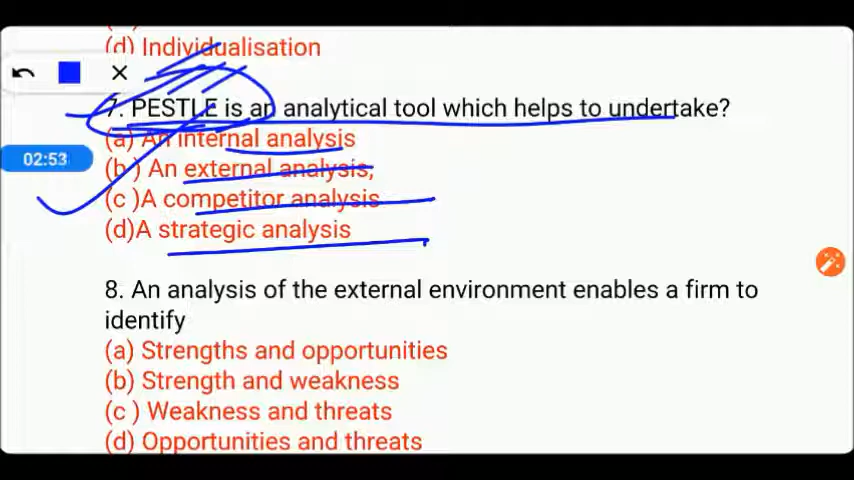 (d) Individualisation
7. PESTLE is an analytical tool which helps to undertake?
(a) An internal analysis
02:53
(b ) An external analysis;
(c )A competitor analysis
(d)A strategic analysis
8. An analysis of the external environment enables a firm to
identify
(a) Strengths and opportunities
(b) Strength and weakness
(c ) Weakness and threats
(d) Opportunities and threats